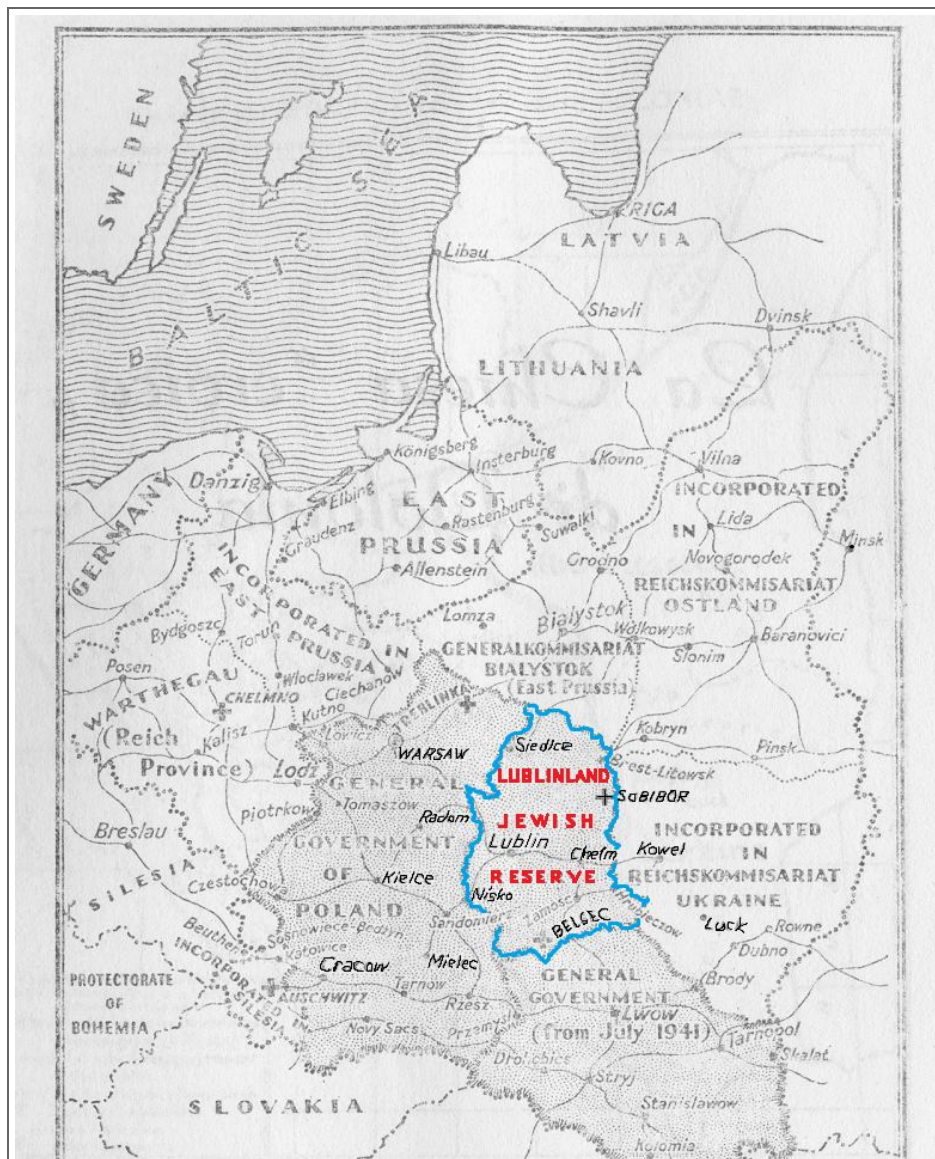 SWEDEN
BALTIC SEA
RIGA
LATVIA
Libau
Shavli
Dvinsk
LITHUANIA
Königsberg
Insterburg
Kovno
Vilna
Danzig
Elbing
EAST
PRUSSIA
INCORPORATED
IN
REICHSKOMMISARIAT
OSTLAND
GERMANY
Graudenz
Rastenburg
Suwalki
Lida
Minsk
Allenstein
Grodno
Novogorodek
INCORPORATED IN
EAST PRUSSIA
Lomza
Bialystok
Bydgoszc
Torun
Wolkowysk
Baranovici
GENERALKOMMISARIAT
BIALYSTOK
(East Prussia)
Slonim
Posen
Wloclawek
Ciechanow
WARTHEGAU
(Reich
Province)
CHELMNO
Kutno
TREBLINKA
Lowicz
Kalisz
WARSAW
Siedlce
Kobryn
Pinsk
Brest-Litowsk
Lodz
LUBLINLAND
GENERAL
GOVERNMENT
OF
POLAND
SOBIBOR
Piotrkow
Tomaszow
Radom
JEWISH
Breslau
Lublin
Chelm
Kowel
INCORPORATED
IN
REICHSKOMMISARIAT
UKRAINE
RESERVE
SILESIA
Czestochowa
Kielce
Nisko
Zamosc
Hrubieszow
Sandomierz
BELGEC
Luck
Rowne
Dubno
Beuthen
Katowice
Cracow
Mielec
GENERAL
GOVERNMENT
(from July 1941)
Brody
PROTECTORATE
OF
BOHEMIA
INCORPORATED IN
SILESIA
AUSCHWITZ
Tarnow
Rzesz
Lwow
Novy Sacs
Przemysl
Tarnopol
Skalat
Stryj
SLOVAKIA
Stanislawow
Kolomia